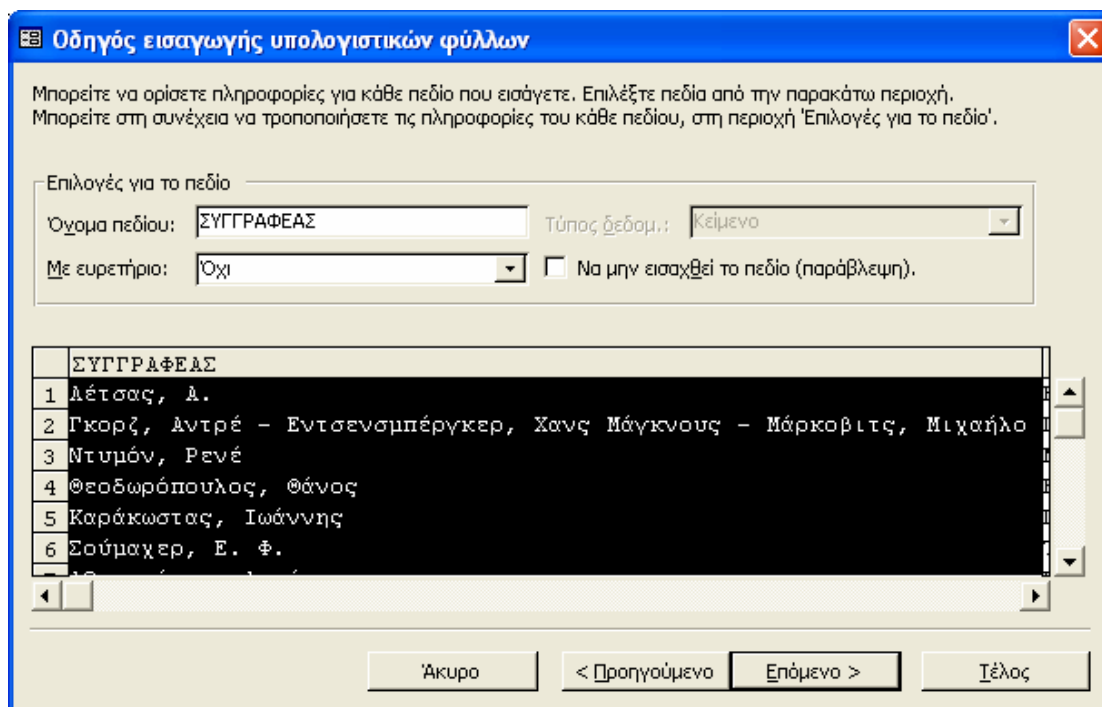 Οδηγός εισαγωγής υπολογιστικών φύλλων
Μπορείτε να ορίσετε πληροφορίες για κάθε πεδίο που εισάγετε. Επιλέξτε πεδία από την παρακάτω περιοχή.
Μπορείτε στη συνέχεια να τροποποιήσετε τις πληροφορίες του κάθε πεδίου, στη περιοχή 'Επιλογές για το πεδίο'.
Επιλογές για το πεδίο
Όνομα πεδίου: ΣΥΓΓΡΑΦΕΑΣ Τύπος δεδομ.: Κείμενο
Με ευρετήριο: Όχι Να μην εισαχθεί το πεδίο (παράβλεψη).
ΣΥΓΓΡΑΦΕΑΣ
1 Λέτσας, Α.
2 Γκορζ, Αντρέ - Εντσενσμπέργκερ, Χανς Μάγκνους - Μάρκοβιτς, Μιχαήλο
3 Ντυμόν, Ρενέ
4 Θεοδωρόπουλος, Θάνος
5 Καράκωστας, Ιωάννης
6 Σούμαχερ, Ε. Φ.
Άκυρο < Προηγούμενο Επόμενο > Τέλος